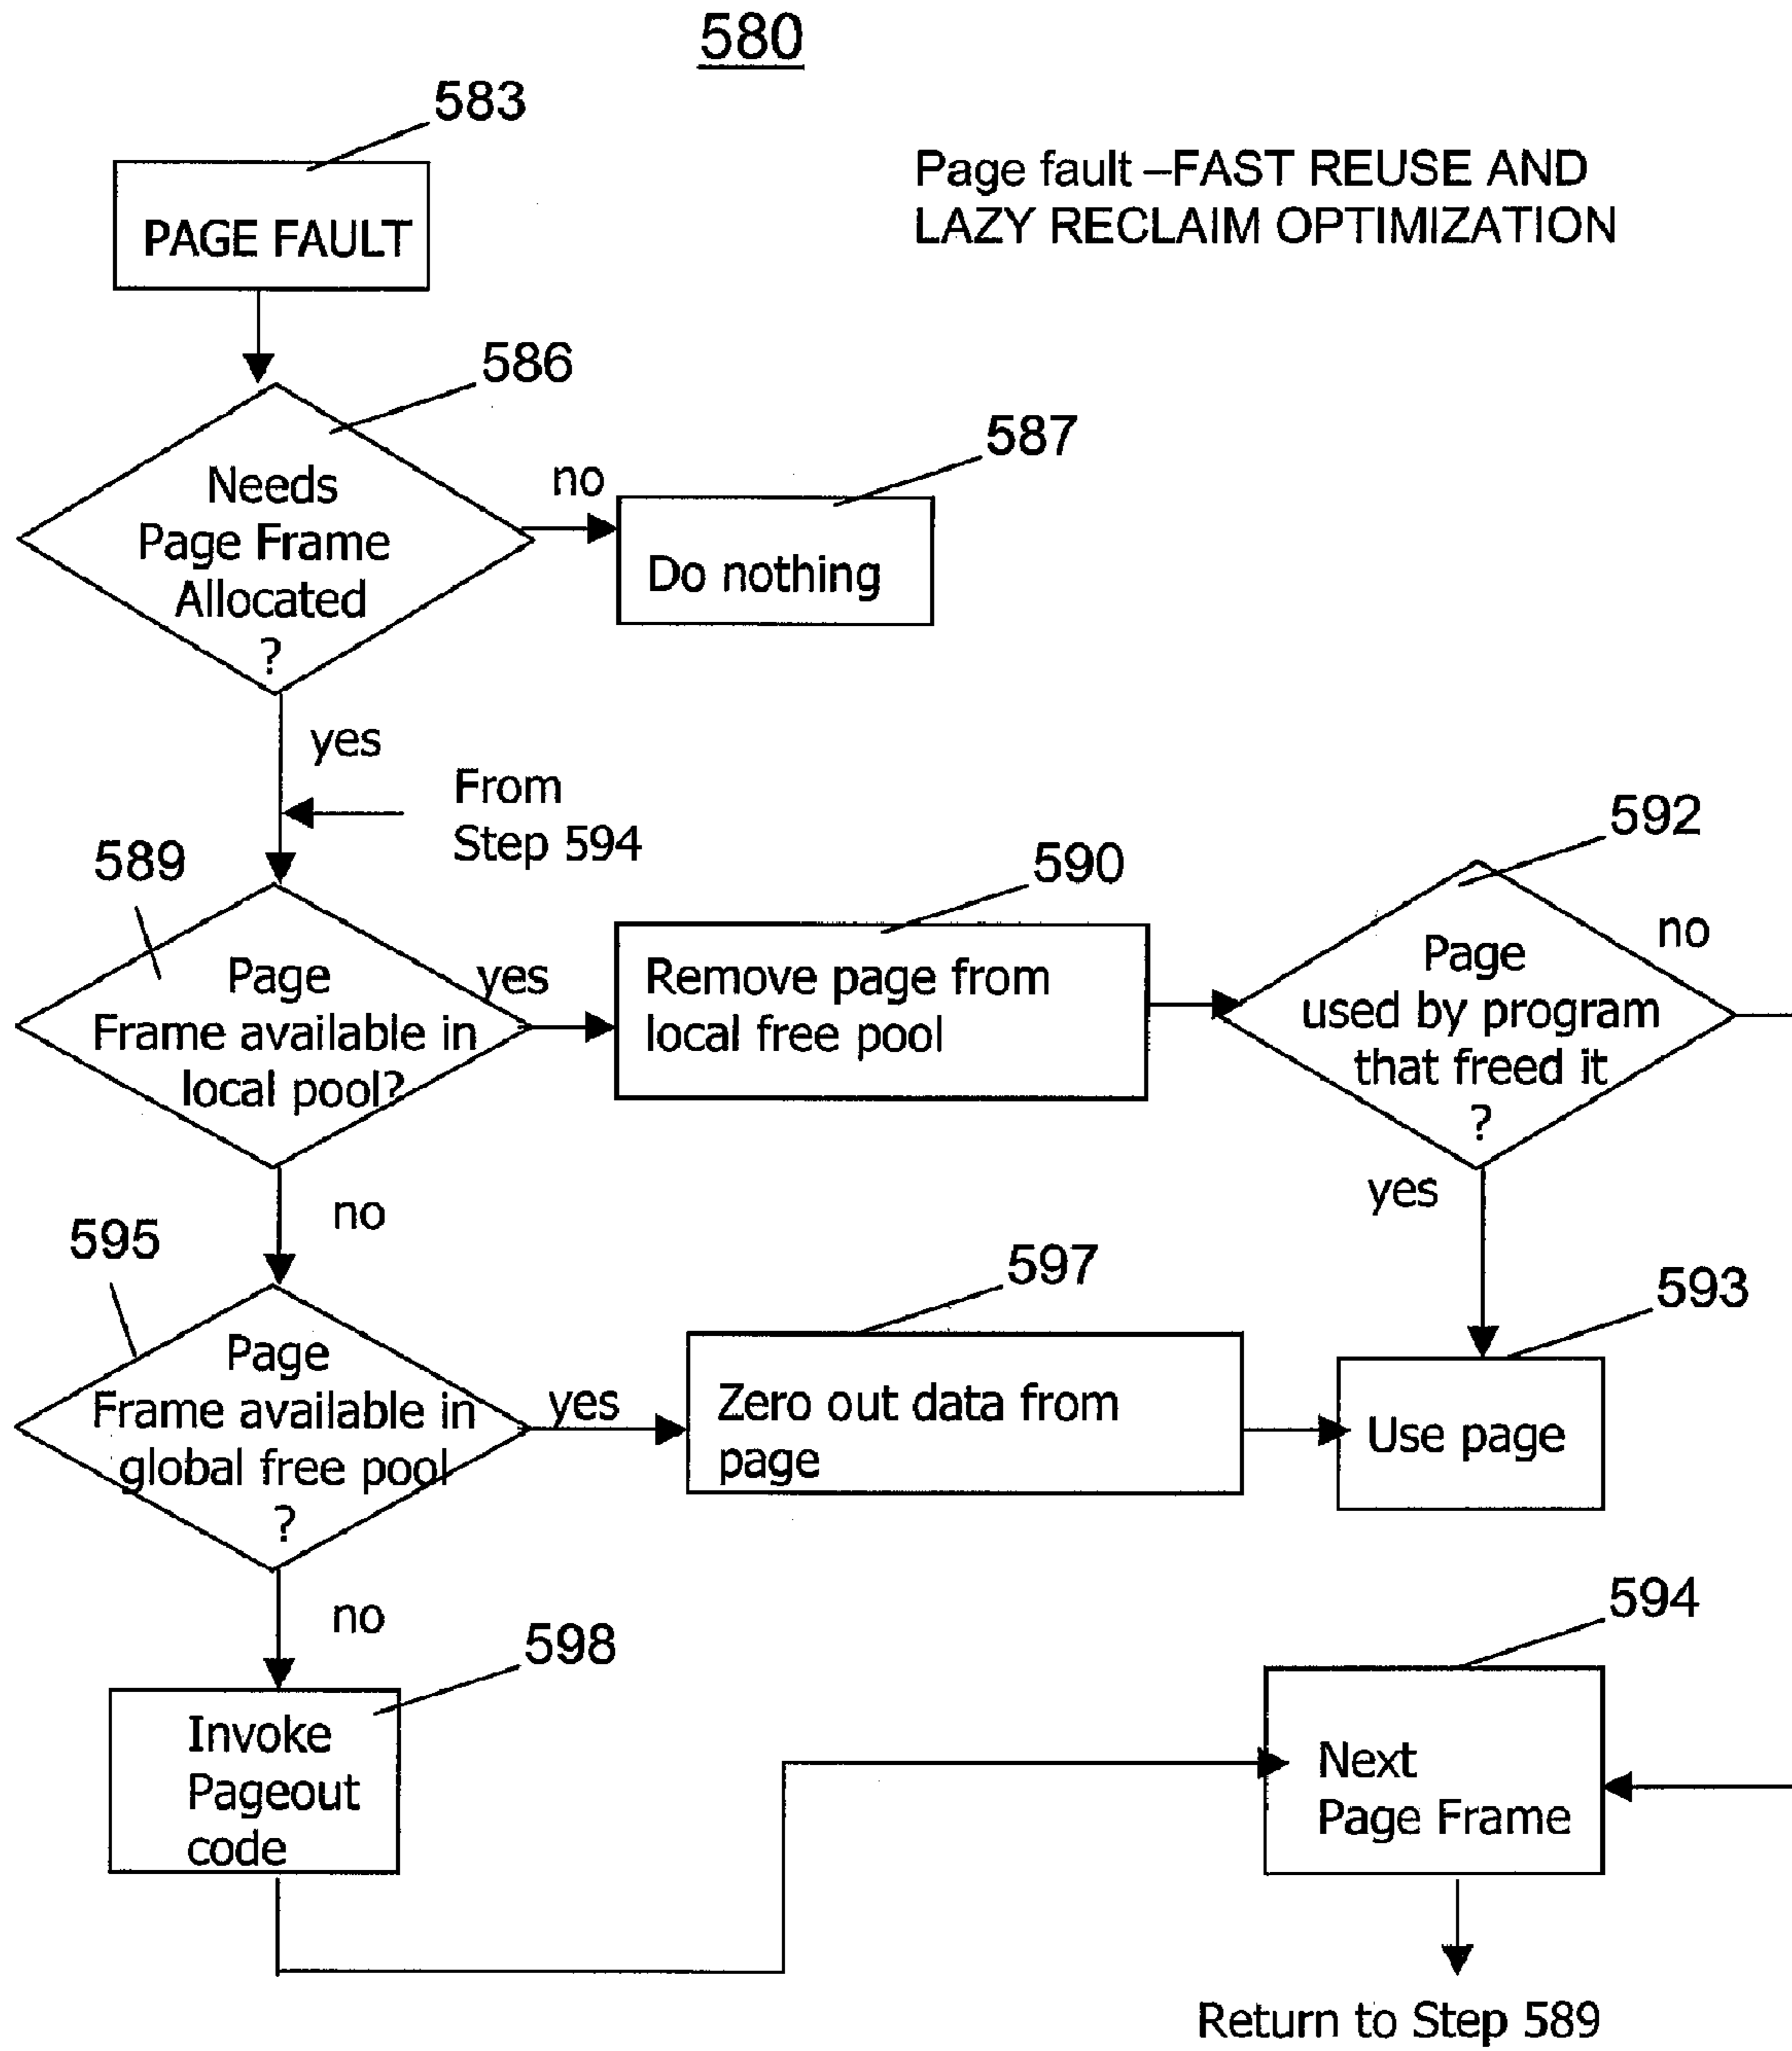 580
583
Page fault –FAST REUSE AND
LAZY RECLAIM OPTIMIZATION
PAGE FAULT
586
Needs
Page Frame
Allocated
?
no
587
Do nothing
yes
From
Step 594
589
Page
Frame available in
local pool?
yes
590
Remove page from
local free pool
592
Page
used by program
that freed it
?
no
yes
no
595
Page
Frame available in
global free pool
?
yes
597
Zero out data from
page
593
Use page
no
598
Invoke
Pageout
code
594
Next
Page Frame
Return to Step 589